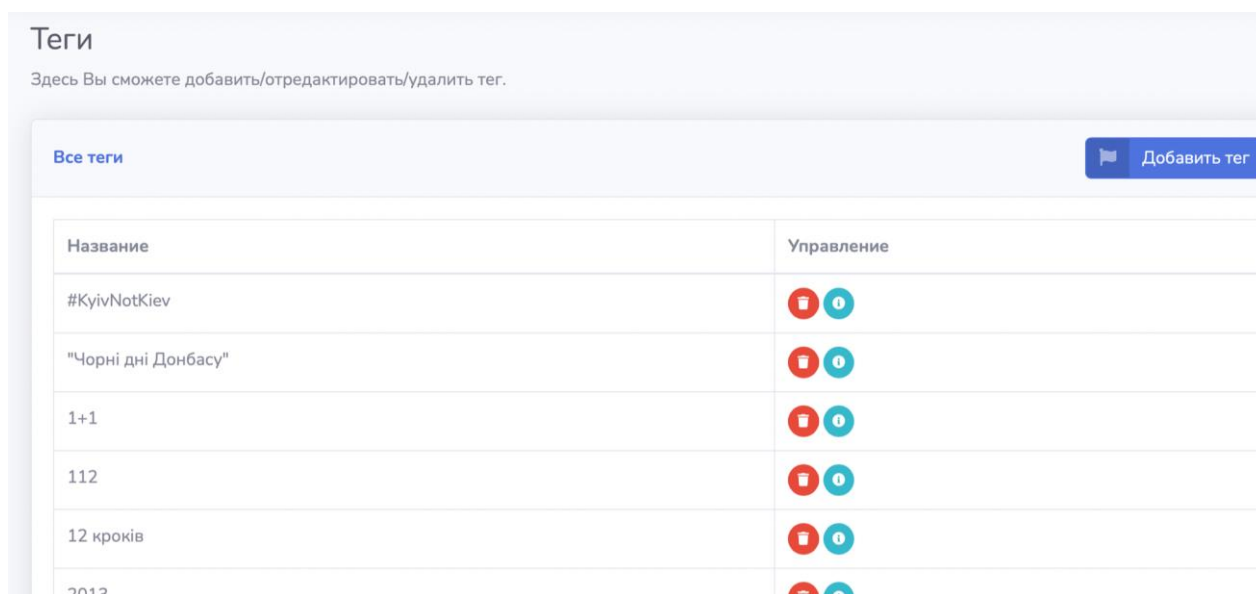 Теги
Здесь Вы сможете добавить/отредактировать/удалить тег.
Все теги
Добавить тег
Название Управление
#KyivNotKiev
"Чорні дні Донбасу"
1+1
112
12 кроків
2013